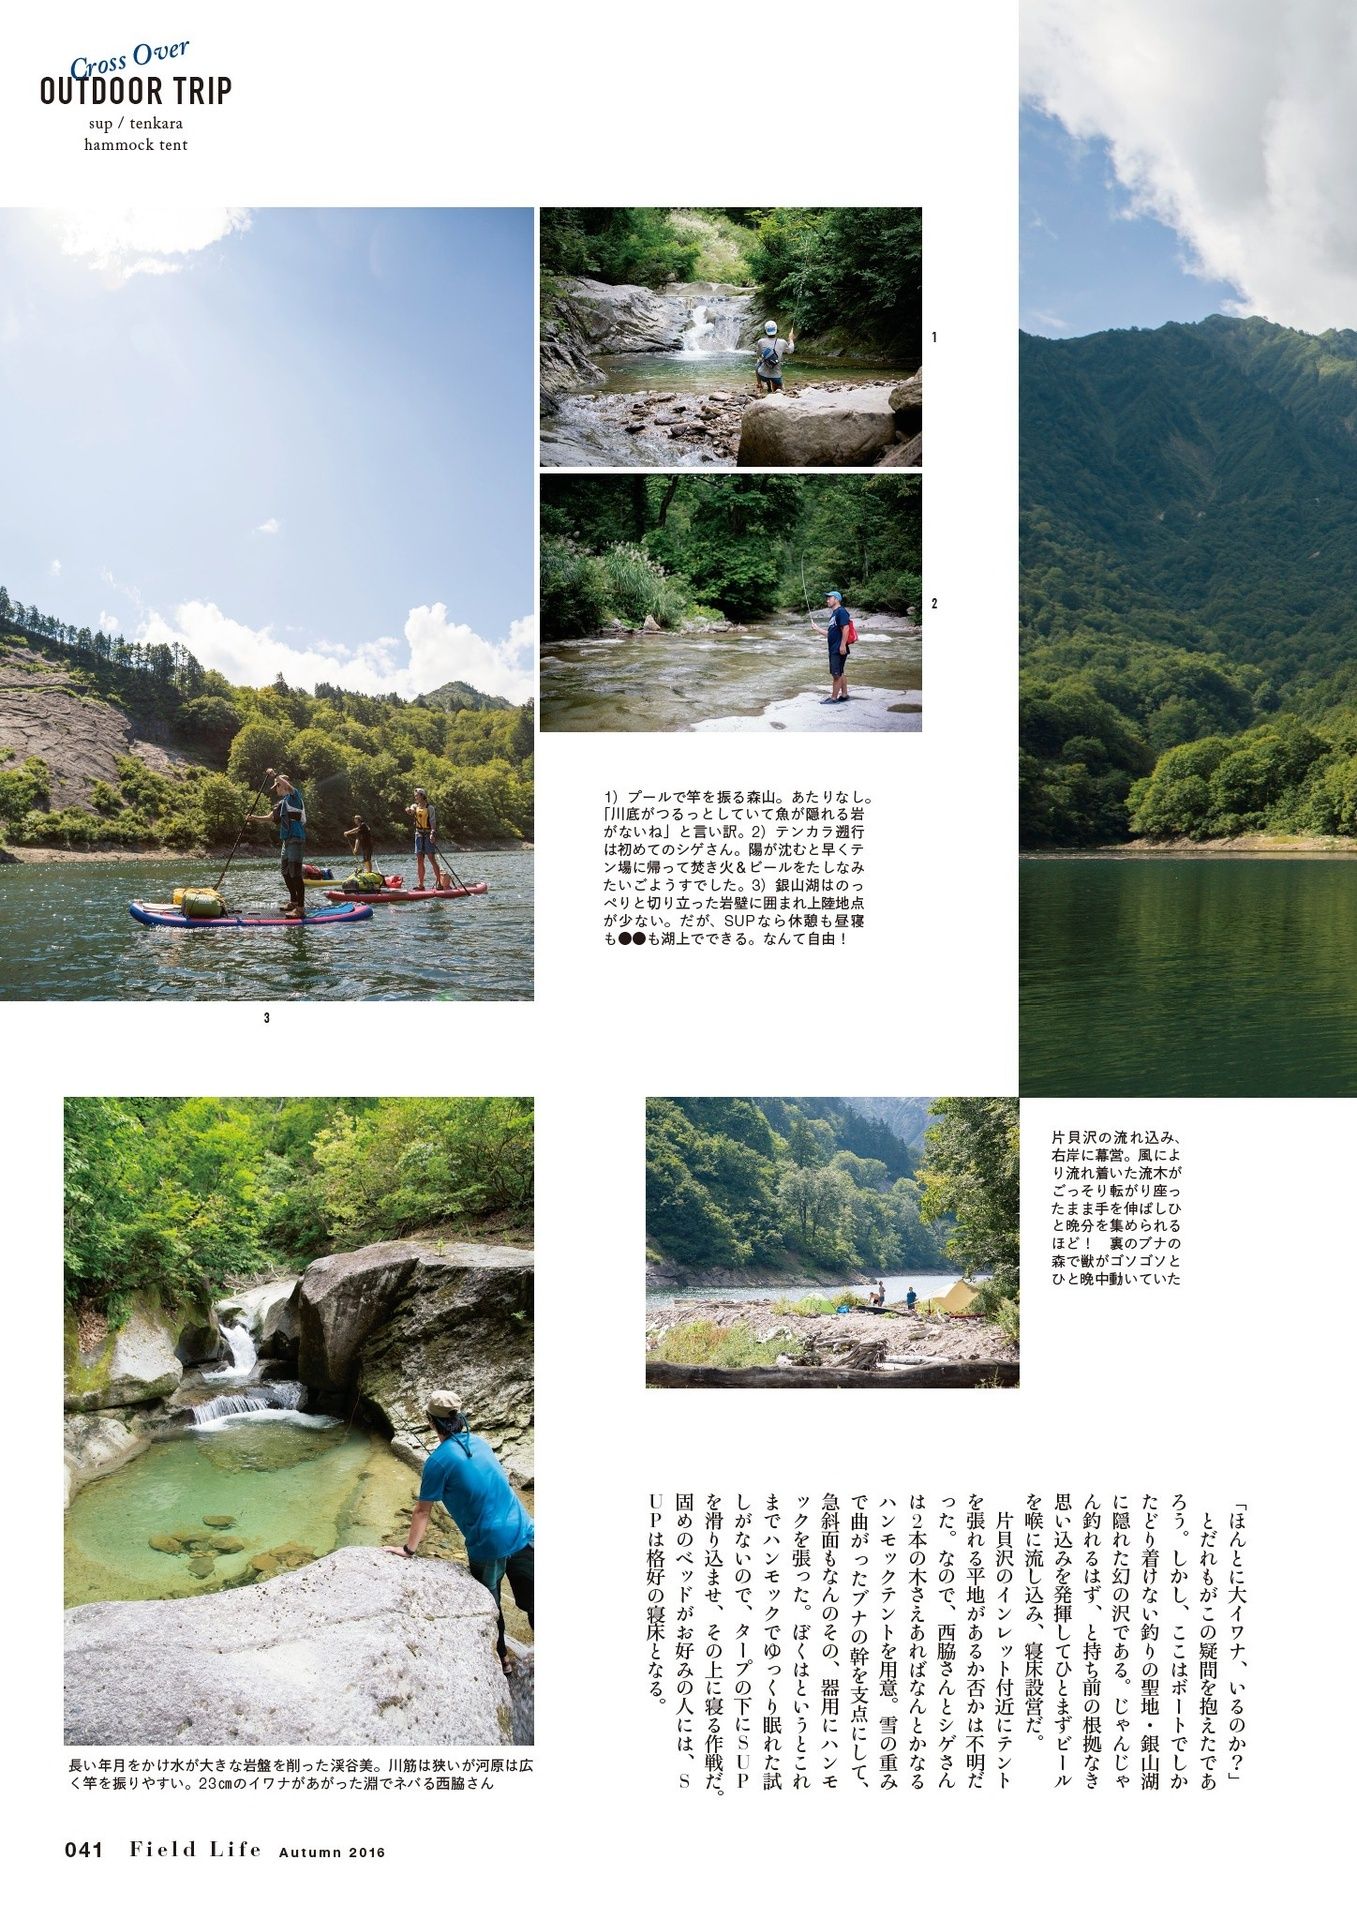 Cross Over
OUTDOOR TRIP
sup / tenkara
hammock tent
1
2
3
1）プールで竿を振る森山。あたりなし。
「川底がつるっとしていて魚が隠れる岩
がないね」と言い訳。2）テンカラ遡行
は初めてのシゲさん。陽が沈むと早くテ
ン場に帰って焚き火＆ビールをたしなみ
たいごようすでした。3）銀山湖はのっ
ぺりと切り立った岩壁に囲まれ上陸地点
が少ない。だが、SUPなら休憩も昼寝
も●●も湖上でできる。なんて自由！
片貝沢の流れ込み、
右岸に幕営。風によ
り流れ着いた流木が
ごっそり転がり座っ
たまま手を伸ばしひ
と晩分を集められる
ほど！　裏のブナの
森で獣がゴソゴソと
ひと晩中動いていた
「ほんとに大イワナ、いるのか？」
　とだれもがこの疑問を抱えたであ
ろう。しかし、ここはボートでしか
たどり着けない釣りの聖地・銀山湖
に隠れた幻の沢である。じゃんじゃ
ん釣れるはず、と持ち前の根拠なき
思い込みを発揮してひとまずビール
を喉に流し込み、寝床設営だ。
　片貝沢のインレット付近にテント
を張れる平地があるか否かは不明だ
った。なので、西脇さんとシゲさん
は2本の木さえあればなんとかなる
ハンモックテントを用意。雪の重み
で曲がったブナの幹を支点にして、
急斜面もなんのその、器用にハンモ
ックを張った。ぼくはというとこれ
までハンモックでゆっくり眠れた試
しがないので、タープの下にSUP
を滑り込ませ、その上に寝る作戦だ。
固めのベッドがお好みの人には、S
UPは格好の寝床となる。
長い年月をかけ水が大きな岩盤を削った渓谷美。川筋は狭いが河原は広
く竿を振りやすい。23㎝のイワナがあがった淵でネバる西脇さん
041 Field Life Autumn 2016